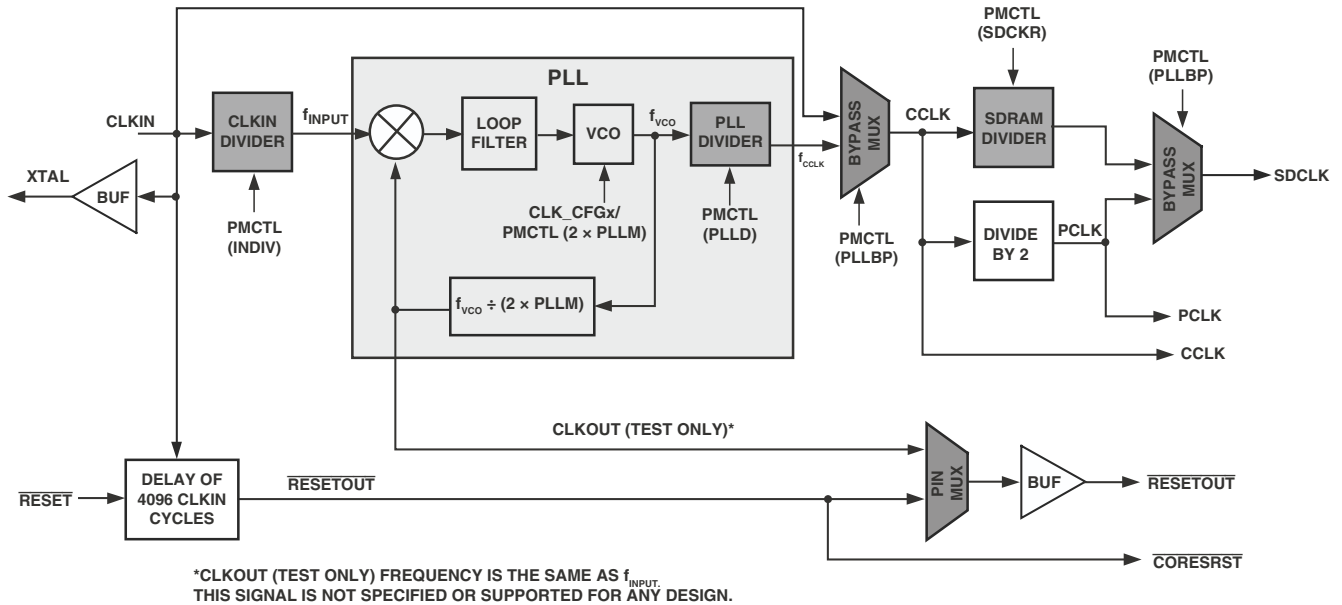 PMCTL
(SDCKR)
PMCTL
(PLLBP)
PLL
CLKIN
CLKIN
DIVIDER
fINPUT
LOOP
FILTER
VCO
fVCO
PLL
DIVIDER
fCCLK
BYPASS
MUX
CCLK
SDRAM
DIVIDER
BYPASS
MUX
SDCLK
XTAL
BUF
PMCTL
(INDIV)
CLK_CFGx/
PMCTL (2 × PLLM)
PMCTL
(PLLD)
PMCTL
(PLLBP)
DIVIDE
BY 2
PCLK
fVCO ÷ (2 × PLLM)
PCLK
CCLK
CLKOUT (TEST ONLY)*
RESET
DELAY OF
4096 CLKIN
CYCLES
RESETOUT
PIN
MUX
BUF
RESETOUT
CORESRST
*CLKOUT (TEST ONLY) FREQUENCY IS THE SAME AS fINPUT.
THIS SIGNAL IS NOT SPECIFIED OR SUPPORTED FOR ANY DESIGN.